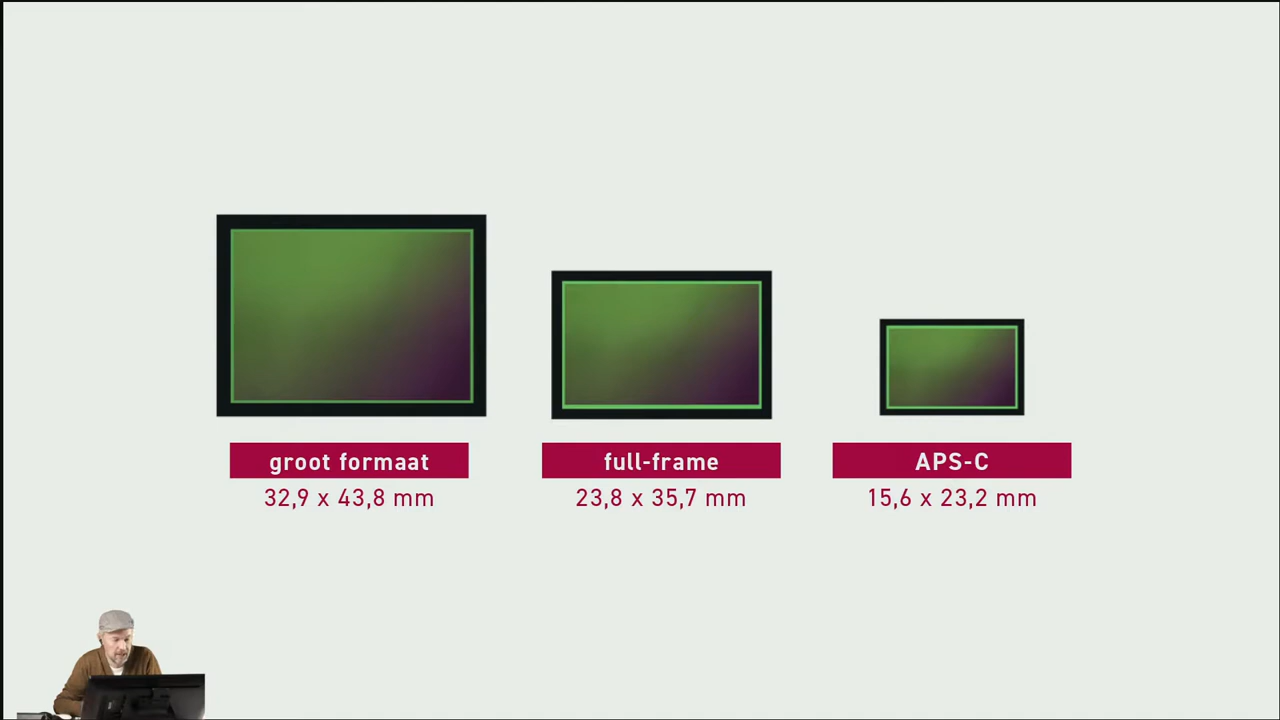 groot formaat
32,9 x 43,8 mm
full-frame
23,8 x 35,7 mm
APS-C
15,6 x 23,2 mm